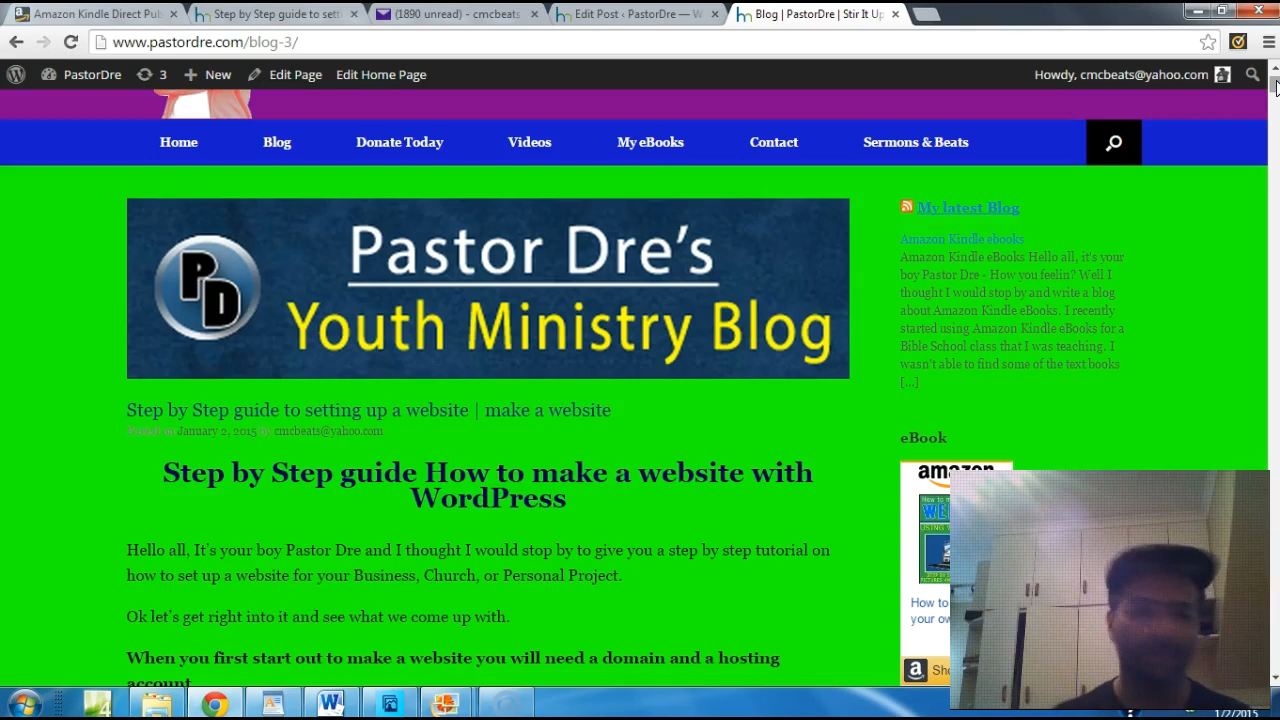 Amazon Kindle Direct Pub
Step by Step guide to sett
(1890 unread) - cmcbeats
Edit Post ‹ PastorDre — W
Blog | PastorDre | Stir It Up
www.pastordre.com/blog-3/
PastorDre
3
New
Edit Page
Edit Home Page
Howdy, cmcbeats@yahoo.com
Home
Blog
Donate Today
Videos
My eBooks
Contact
Sermons & Beats
PD
Pastor Dre's
Youth Ministry Blog
Step by Step guide to setting up a website | make a website
Posted on January 2, 2015 by cmcbeats@yahoo.com
Step by Step guide How to make a website with
WordPress
Hello all, It's your boy Pastor Dre and I thought I would stop by to give you a step by step tutorial on
how to set up a website for your Business, Church, or Personal Project.
Ok let's get right into it and see what we come up with.
When you first start out to make a website you will need a domain and a hosting
account
My latest Blog
Amazon Kindle ebooks
Amazon Kindle eBooks Hello all, it's your
boy Pastor Dre - How you feelin? Well I
thought I would stop by and write a blog
about Amazon Kindle eBooks. I recently
started using Amazon Kindle eBooks for a
Bible School class that I was teaching. I
wasn't able to find some of the text books
[...]
eBook
amazon
How to
your ow
a Sho
1/2/2015